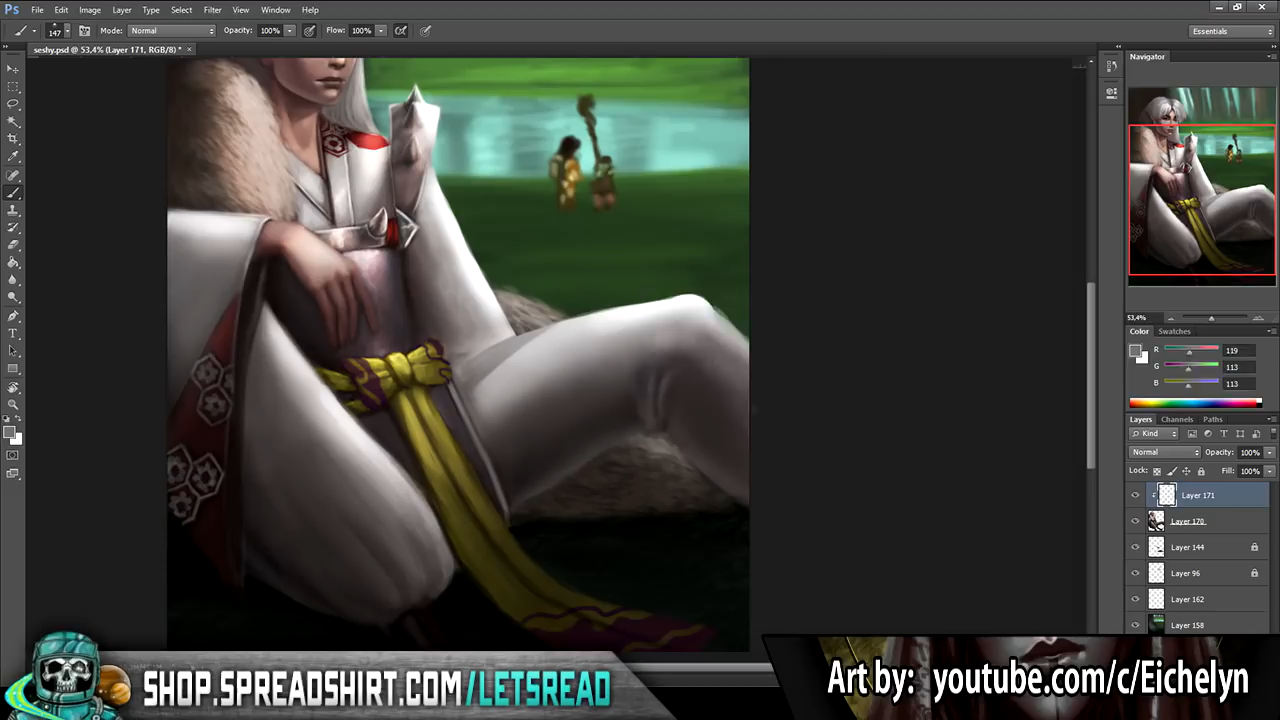 Ps File Edit Image Layer Type Select Filter View Window Help
147 Mode: Normal Opacity: 100% Flow: 100% Essentials
seshy.psd @ 53,4% (Layer 171, RGB/8) * ×
Navigator
53,4%
Color Swatches
R 119
G 113
B 113
Layers Channels Paths
Kind
Normal Opacity: 100%
Lock: Fill: 100%
Layer 171
Layer 170
Layer 144
Layer 96
Layer 162
Layer 158
SHOP.SPREADSHIRT.COM/LETSREAD
Art by: youtube.com/c/Eichelyn